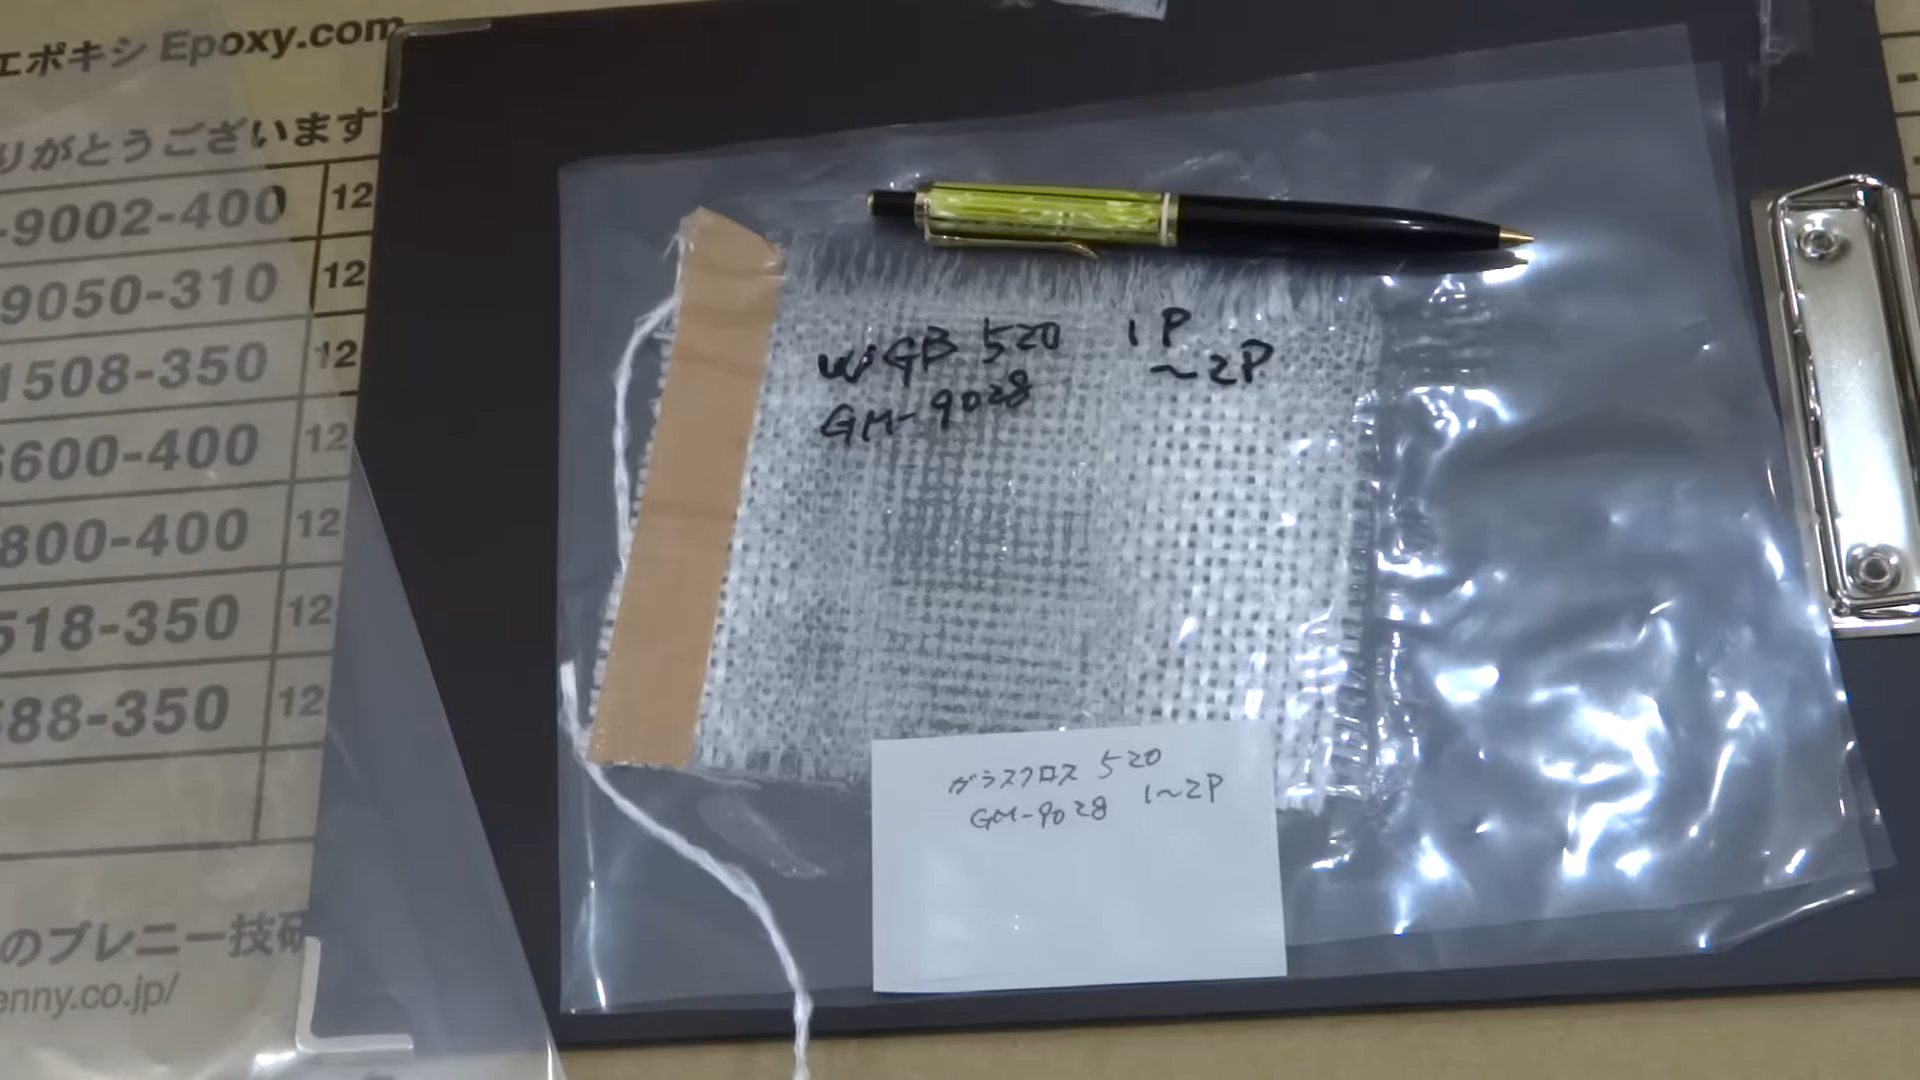 エポキシ Epoxy.com
りがとうございます
-9002-400 12
9050-310 12
1508-350 12
6600-400 12
800-400 12
518-350 12
588-350 12
のブレニー技研
enny.co.jp/
WGB 520 1P
～2P
GM-9028
ガラスクロス 520
GM-9028 1～2P